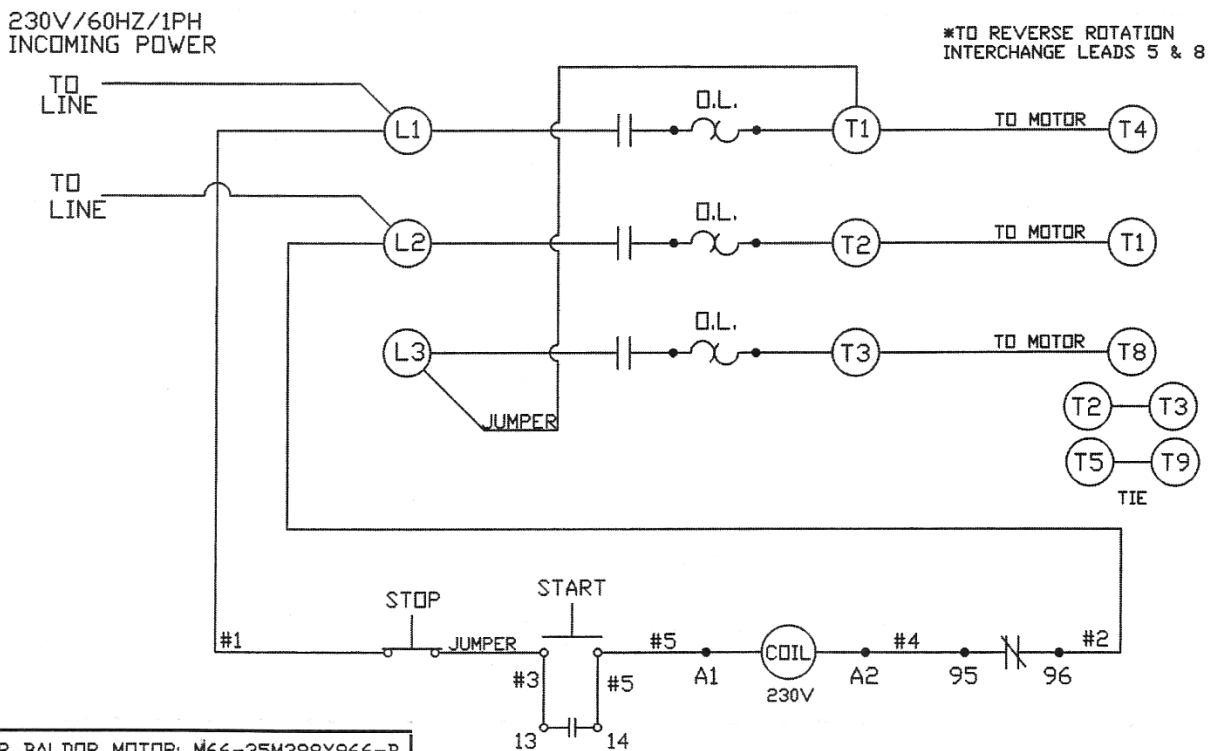 230V/60HZ/1PH
INCOMING POWER
*TO REVERSE ROTATION
INTERCHANGE LEADS 5 & 8
TO
LINE
L1
O.L.
T1
TO MOTOR
T4
TO
LINE
L2
O.L.
T2
TO MOTOR
T1
L3
O.L.
T3
TO MOTOR
T8
JUMPER
T2
T3
T5
T9
TIE
STOP
START
#1
JUMPER
#5
COIL
#4
#2
#3
#5
A1
230V
A2
95
96
13
14
BALDOR MOTOR: